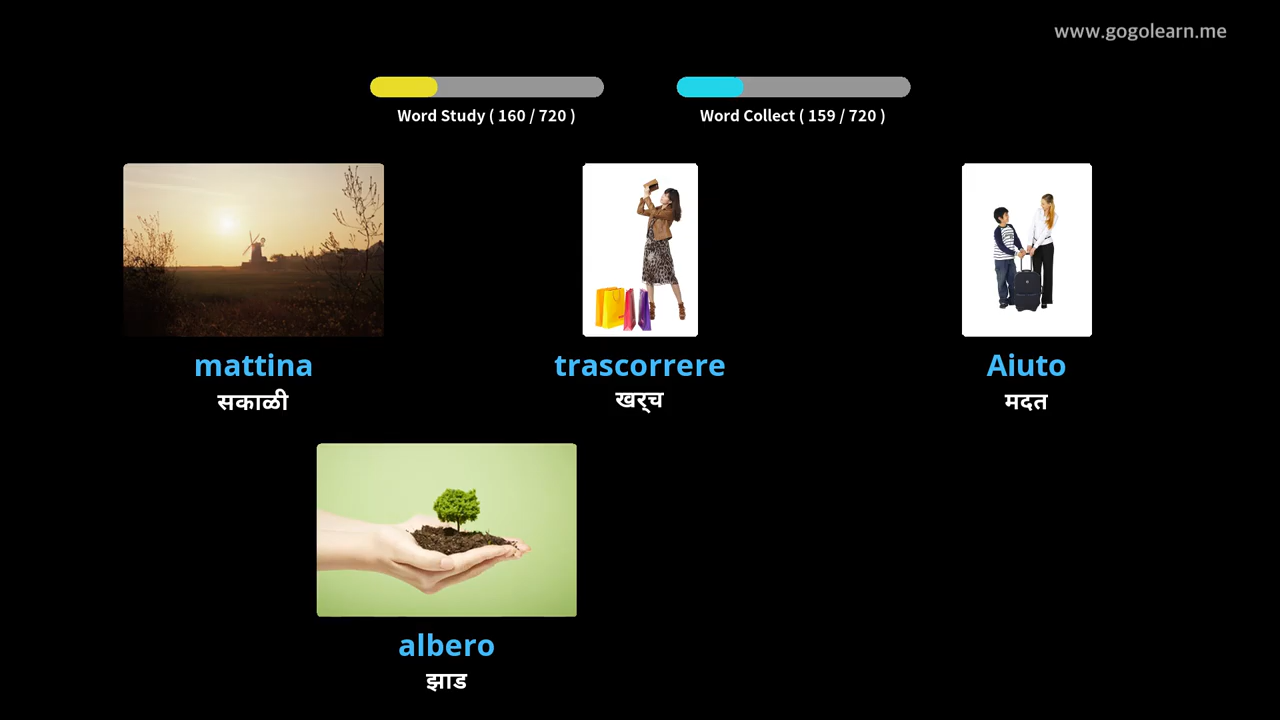 www.gogolearn.me
Word Study ( 160 / 720 )
Word Collect ( 159 / 720 )
mattina
सकाळी
trascorrere
खर्‍च
Aiuto
मदत
albero
झाड